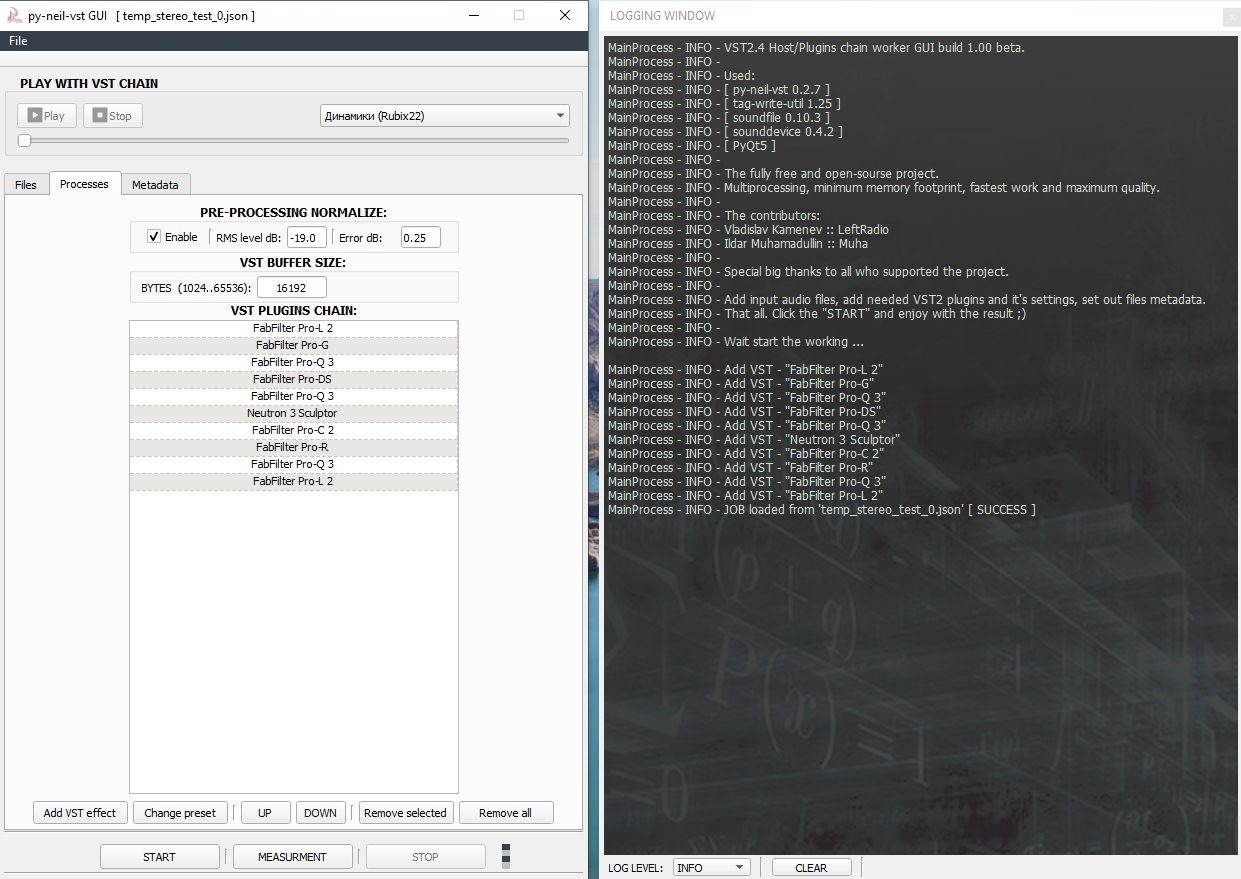 py-neil-vst GUI [ temp_stereo_test_0.json ]
File
PLAY WITH VST CHAIN
Play
Stop
Динамики (Rubix22)
Files
Processes
Metadata
PRE-PROCESSING NORMALIZE:
Enable
RMS level dB:
-19.0
Error dB:
0.25
VST BUFFER SIZE:
BYTES (1024..65536):
16192
VST PLUGINS CHAIN:
FabFilter Pro-L 2
FabFilter Pro-G
FabFilter Pro-Q 3
FabFilter Pro-DS
FabFilter Pro-Q 3
Neutron 3 Sculptor
FabFilter Pro-C 2
FabFilter Pro-R
FabFilter Pro-Q 3
FabFilter Pro-L 2
Add VST effect
Change preset
UP
DOWN
Remove selected
Remove all
START
MEASURMENT
STOP
LOGGING WINDOW
MainProcess - INFO - VST2.4 Host/Plugins chain worker GUI build 1.00 beta.
MainProcess - INFO -
MainProcess - INFO - Used:
MainProcess - INFO - [ py-neil-vst 0.2.7 ]
MainProcess - INFO - [ tag-write-util 1.25 ]
MainProcess - INFO - [ soundfile 0.10.3 ]
MainProcess - INFO - [ sounddevice 0.4.2 ]
MainProcess - INFO - [ PyQt5 ]
MainProcess - INFO -
MainProcess - INFO - The fully free and open-sourse project.
MainProcess - INFO - Multiprocessing, minimum memory footprint, fastest work and maximum quality.
MainProcess - INFO -
MainProcess - INFO - The contributors:
MainProcess - INFO - Vladislav Kamenev :: LeftRadio
MainProcess - INFO - Ildar Muhamadullin :: Muha
MainProcess - INFO -
MainProcess - INFO - Special big thanks to all who supported the project.
MainProcess - INFO -
MainProcess - INFO - Add input audio files, add needed VST2 plugins and it's settings, set out files metadata.
MainProcess - INFO - That all. Click the "START" and enjoy with the result ;)
MainProcess - INFO -
MainProcess - INFO - Wait start the working ...
MainProcess - INFO - Add VST - "FabFilter Pro-L 2"
MainProcess - INFO - Add VST - "FabFilter Pro-G"
MainProcess - INFO - Add VST - "FabFilter Pro-Q 3"
MainProcess - INFO - Add VST - "FabFilter Pro-DS"
MainProcess - INFO - Add VST - "FabFilter Pro-Q 3"
MainProcess - INFO - Add VST - "Neutron 3 Sculptor"
MainProcess - INFO - Add VST - "FabFilter Pro-C 2"
MainProcess - INFO - Add VST - "FabFilter Pro-R"
MainProcess - INFO - Add VST - "FabFilter Pro-Q 3"
MainProcess - INFO - Add VST - "FabFilter Pro-L 2"
MainProcess - INFO - JOB loaded from 'temp_stereo_test_0.json' [ SUCCESS ]
LOG LEVEL:
INFO
CLEAR